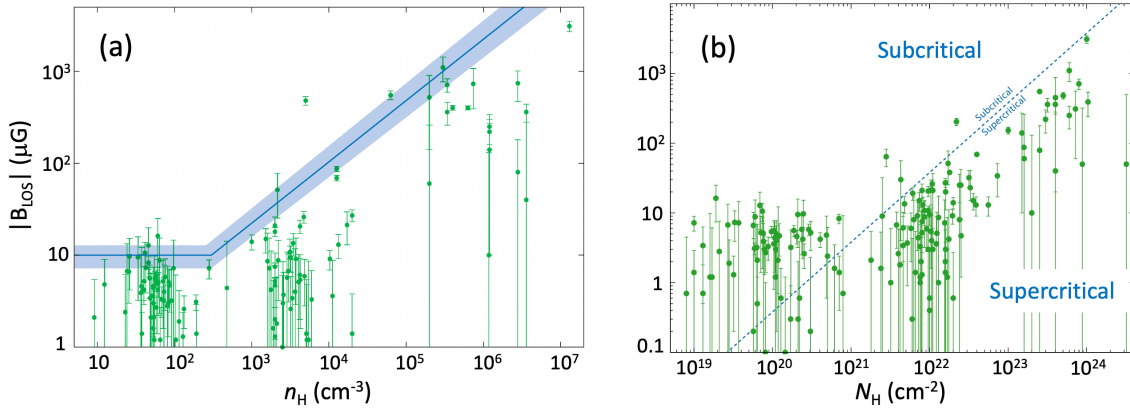 (a)
|B_LOS| (μG)
10³
10²
10
1
10
10²
10³
10⁴
10⁵
10⁶
10⁷
n_H (cm⁻³)
(b)
Subcritical
Subcritical
Supercritical
Supercritical
10³
10²
10
1
0.1
10¹⁹
10²⁰
10²¹
10²²
10²³
10²⁴
N_H (cm⁻²)